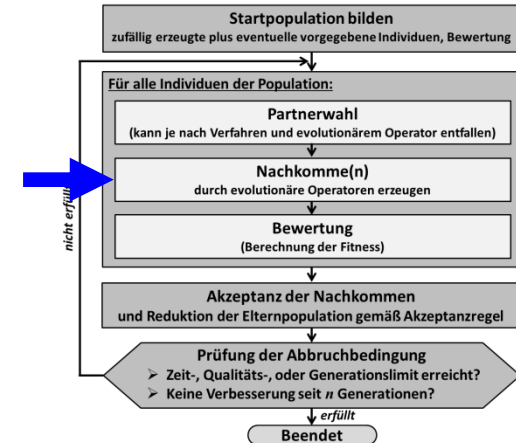 Startpopulation bilden
zufällig erzeugte plus eventuelle vorgegebene Individuen, Bewertung
Für alle Individuen der Population:
Partnerwahl
(kann je nach Verfahren und evolutionärem Operator entfallen)
Nachkomme(n)
durch evolutionäre Operatoren erzeugen
Bewertung
(Berechnung der Fitness)
nicht erfüllt
Akzeptanz der Nachkommen
und Reduktion der Elternpopulation gemäß Akzeptanzregel
Prüfung der Abbruchbedingung
➢ Zeit-, Qualitäts-, oder Generationslimit erreicht?
➢ Keine Verbesserung seit n Generationen?
erfüllt
Beendet